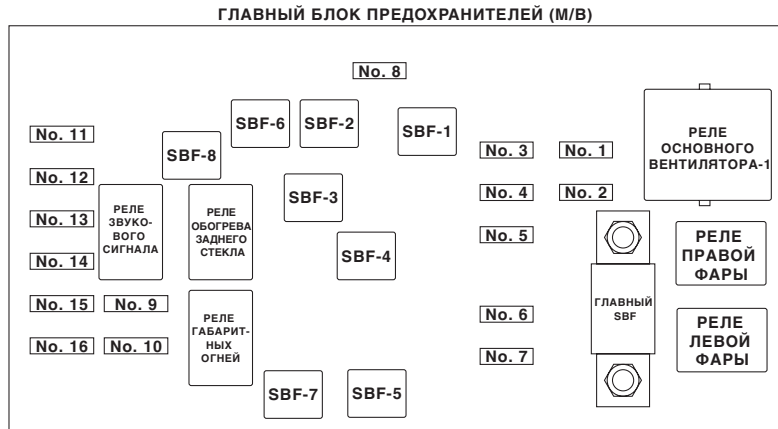 ГЛАВНЫЙ БЛОК ПРЕДОХРАНИТЕЛЕЙ (M/B)
No. 8
SBF-6
SBF-2
SBF-1
No. 11
SBF-8
No. 3
No. 1
РЕЛЕ
ОСНОВНОГО
ВЕНТИЛЯТОРА-1
No. 12
SBF-3
No. 4
No. 2
No. 13
РЕЛЕ
ЗВУКО-
ВОГО
СИГНАЛА
РЕЛЕ
ОБОГРЕВА
ЗАДНЕГО
СТЕКЛА
No. 5
SBF-4
РЕЛЕ
ПРАВОЙ
ФАРЫ
No. 14
No. 15
No. 9
ГЛАВНЫЙ
SBF
No. 6
РЕЛЕ
ГАБАРИТ-
НЫХ
ОГНЕЙ
РЕЛЕ
ЛЕВОЙ
ФАРЫ
No. 16
No. 10
No. 7
SBF-7
SBF-5